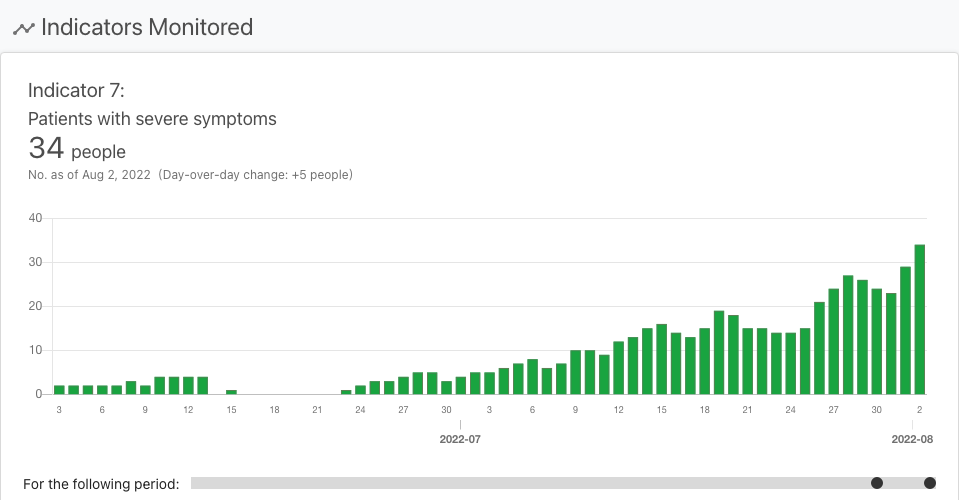 Indicators Monitored
Indicator 7:
Patients with severe symptoms
34 people
No. as of Aug 2, 2022 (Day-over-day change: +5 people)
40
30
20
10
0
3 6 9 12 15 18 21 24 27 30 3 6 9 12 15 18 21 24 27 30 2
2022-07 2022-08
For the following period: